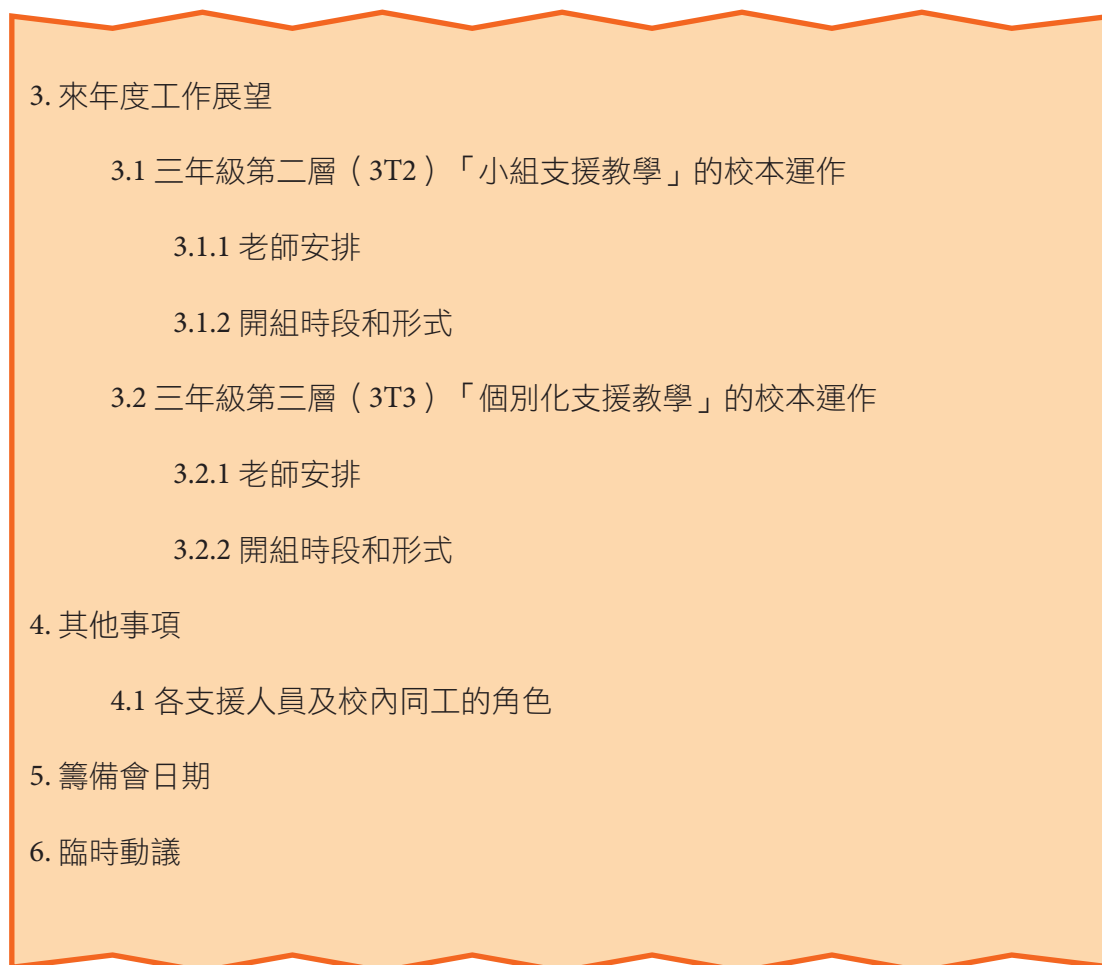 3. 來年度工作展望
3.1 三年級第二層（3T2）「小組支援教學」的校本運作
3.1.1 老師安排
3.1.2 開組時段和形式
3.2 三年級第三層（3T3）「個別化支援教學」的校本運作
3.2.1 老師安排
3.2.2 開組時段和形式
4. 其他事項
4.1 各支援人員及校內同工的角色
5. 籌備會日期
6. 臨時動議